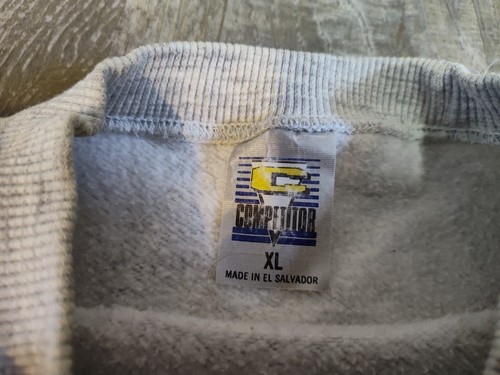 C
COMPETITOR
XL
MADE IN EL SALVADOR